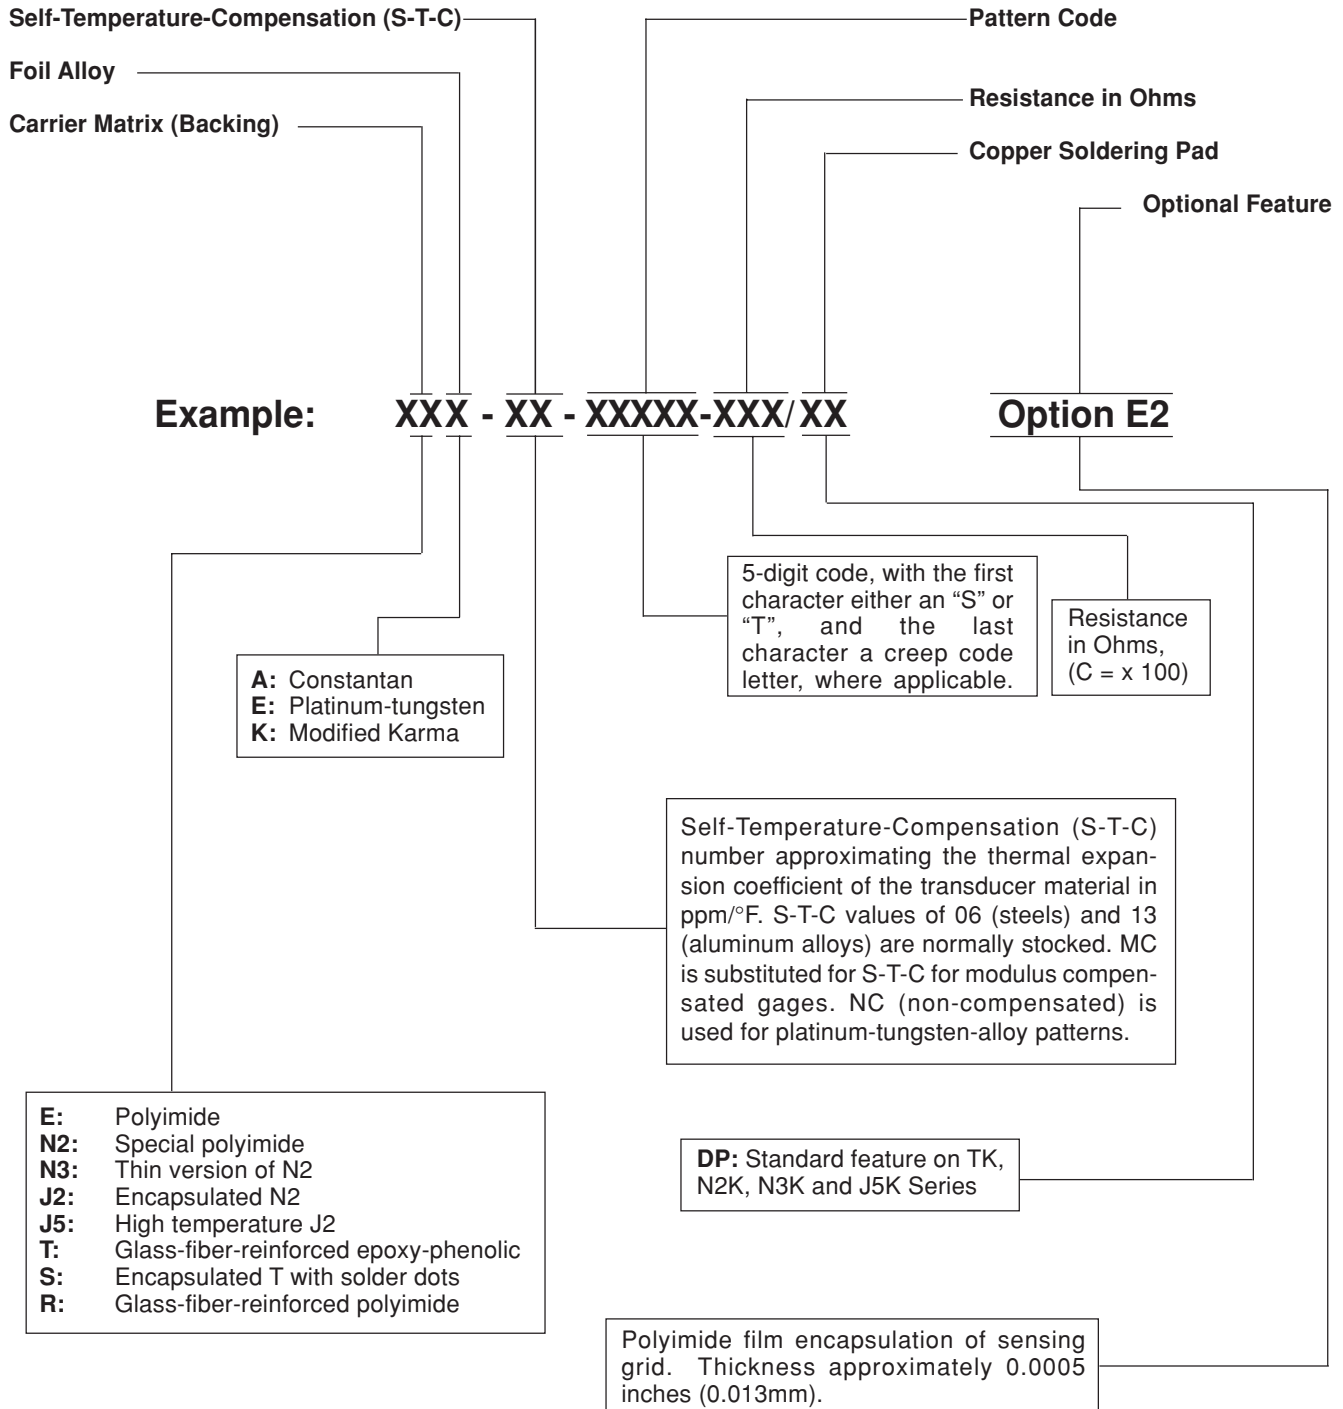 Self-Temperature-Compensation (S-T-C)
Pattern Code
Foil Alloy
Resistance in Ohms
Carrier Matrix (Backing)
Copper Soldering Pad
Optional Feature
Example: XXX - XX - XXXXX-XXX/XX Option E2
5-digit code, with the first
character either an “S” or
“T”, and the last
character a creep code
letter, where applicable.
Resistance
in Ohms,
(C = x 100)
A: Constantan
E: Platinum-tungsten
K: Modified Karma
Self-Temperature-Compensation (S-T-C)
number approximating the thermal expan-
sion coefficient of the transducer material in
ppm/°F. S-T-C values of 06 (steels) and 13
(aluminum alloys) are normally stocked. MC
is substituted for S-T-C for modulus compen-
sated gages. NC (non-compensated) is
used for platinum-tungsten-alloy patterns.
E: Polyimide
N2: Special polyimide
N3: Thin version of N2
J2: Encapsulated N2
J5: High temperature J2
T: Glass-fiber-reinforced epoxy-phenolic
S: Encapsulated T with solder dots
R: Glass-fiber-reinforced polyimide
DP: Standard feature on TK,
N2K, N3K and J5K Series
Polyimide film encapsulation of sensing
grid. Thickness approximately 0.0005
inches (0.013mm).